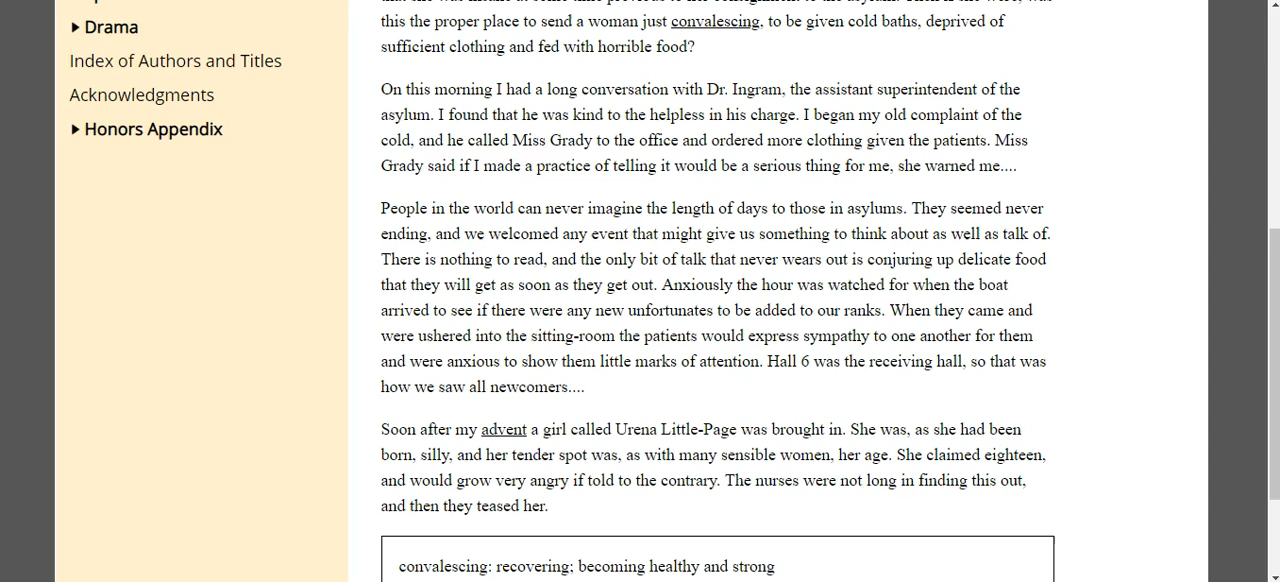 Drama
Index of Authors and Titles
Acknowledgments
Honors Appendix
this the proper place to send a woman just convalescing, to be given cold baths, deprived of
sufficient clothing and fed with horrible food?
On this morning I had a long conversation with Dr. Ingram, the assistant superintendent of the
asylum. I found that he was kind to the helpless in his charge. I began my old complaint of the
cold, and he called Miss Grady to the office and ordered more clothing given the patients. Miss
Grady said if I made a practice of telling it would be a serious thing for me, she warned me....
People in the world can never imagine the length of days to those in asylums. They seemed never
ending, and we welcomed any event that might give us something to think about as well as talk of.
There is nothing to read, and the only bit of talk that never wears out is conjuring up delicate food
that they will get as soon as they get out. Anxiously the hour was watched for when the boat
arrived to see if there were any new unfortunates to be added to our ranks. When they came and
were ushered into the sitting-room the patients would express sympathy to one another for them
and were anxious to show them little marks of attention. Hall 6 was the receiving hall, so that was
how we saw all newcomers....
Soon after my advent a girl called Urena Little-Page was brought in. She was, as she had been
born, silly, and her tender spot was, as with many sensible women, her age. She claimed eighteen,
and would grow very angry if told to the contrary. The nurses were not long in finding this out,
and then they teased her.
convalescing: recovering; becoming healthy and strong